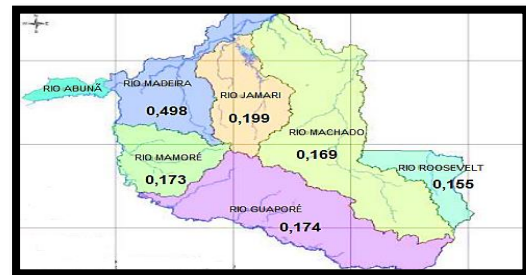 RIO ABUNÃ
RIO MADEIRA
0,498
RIO JAMARI
0,199
RIO MACHADO
0,169
RIO MAMORÉ
0,173
RIO ROOSEVELT
0,155
RIO GUAPORÉ
0,174